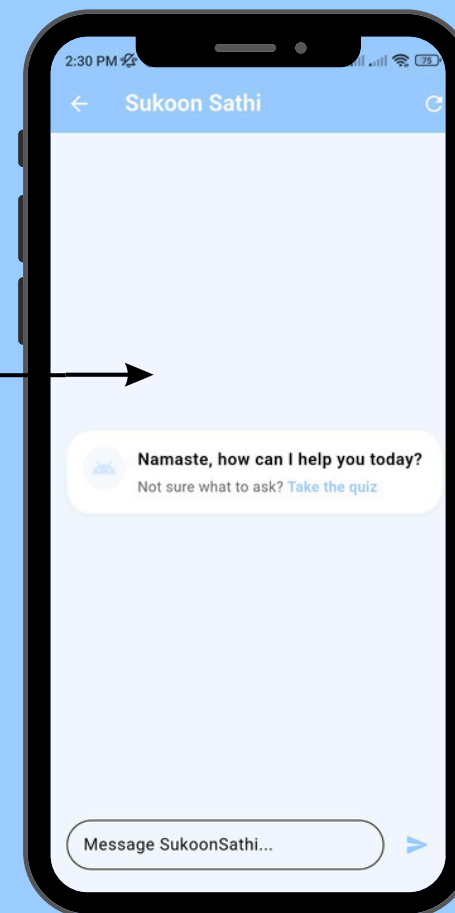 2:30 PM
75
Sukoon Sathi
Namaste, how can I help you today?
Not sure what to ask? Take the quiz
Message SukoonSathi...